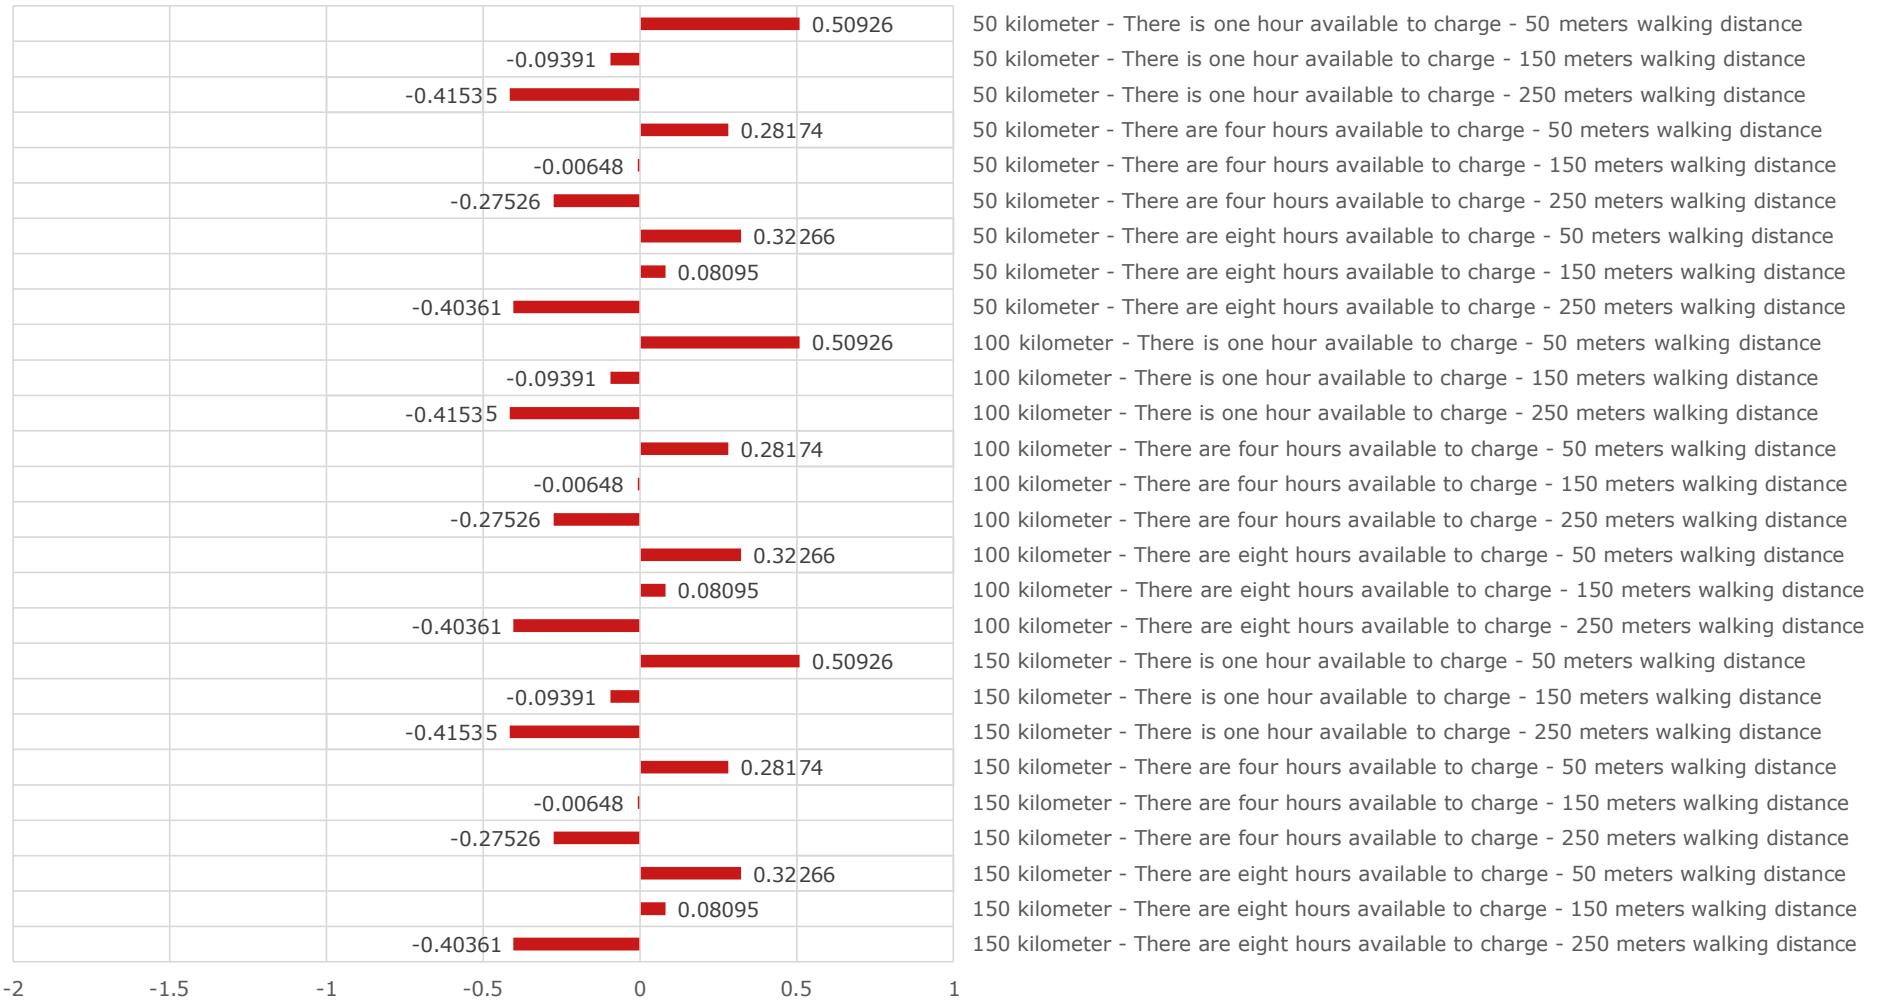 0.50926 50 kilometer - There is one hour available to charge - 50 meters walking distance
-0.09391 50 kilometer - There is one hour available to charge - 150 meters walking distance
-0.41535 50 kilometer - There is one hour available to charge - 250 meters walking distance
0.28174 50 kilometer - There are four hours available to charge - 50 meters walking distance
-0.00648 50 kilometer - There are four hours available to charge - 150 meters walking distance
-0.27526 50 kilometer - There are four hours available to charge - 250 meters walking distance
0.32266 50 kilometer - There are eight hours available to charge - 50 meters walking distance
0.08095 50 kilometer - There are eight hours available to charge - 150 meters walking distance
-0.40361 50 kilometer - There are eight hours available to charge - 250 meters walking distance
0.50926 100 kilometer - There is one hour available to charge - 50 meters walking distance
-0.09391 100 kilometer - There is one hour available to charge - 150 meters walking distance
-0.41535 100 kilometer - There is one hour available to charge - 250 meters walking distance
0.28174 100 kilometer - There are four hours available to charge - 50 meters walking distance
-0.00648 100 kilometer - There are four hours available to charge - 150 meters walking distance
-0.27526 100 kilometer - There are four hours available to charge - 250 meters walking distance
0.32266 100 kilometer - There are eight hours available to charge - 50 meters walking distance
0.08095 100 kilometer - There are eight hours available to charge - 150 meters walking distance
-0.40361 100 kilometer - There are eight hours available to charge - 250 meters walking distance
0.50926 150 kilometer - There is one hour available to charge - 50 meters walking distance
-0.09391 150 kilometer - There is one hour available to charge - 150 meters walking distance
-0.41535 150 kilometer - There is one hour available to charge - 250 meters walking distance
0.28174 150 kilometer - There are four hours available to charge - 50 meters walking distance
-0.00648 150 kilometer - There are four hours available to charge - 150 meters walking distance
-0.27526 150 kilometer - There are four hours available to charge - 250 meters walking distance
0.32266 150 kilometer - There are eight hours available to charge - 50 meters walking distance
0.08095 150 kilometer - There are eight hours available to charge - 150 meters walking distance
-0.40361 150 kilometer - There are eight hours available to charge - 250 meters walking distance
-2 -1.5 -1 -0.5 0 0.5 1